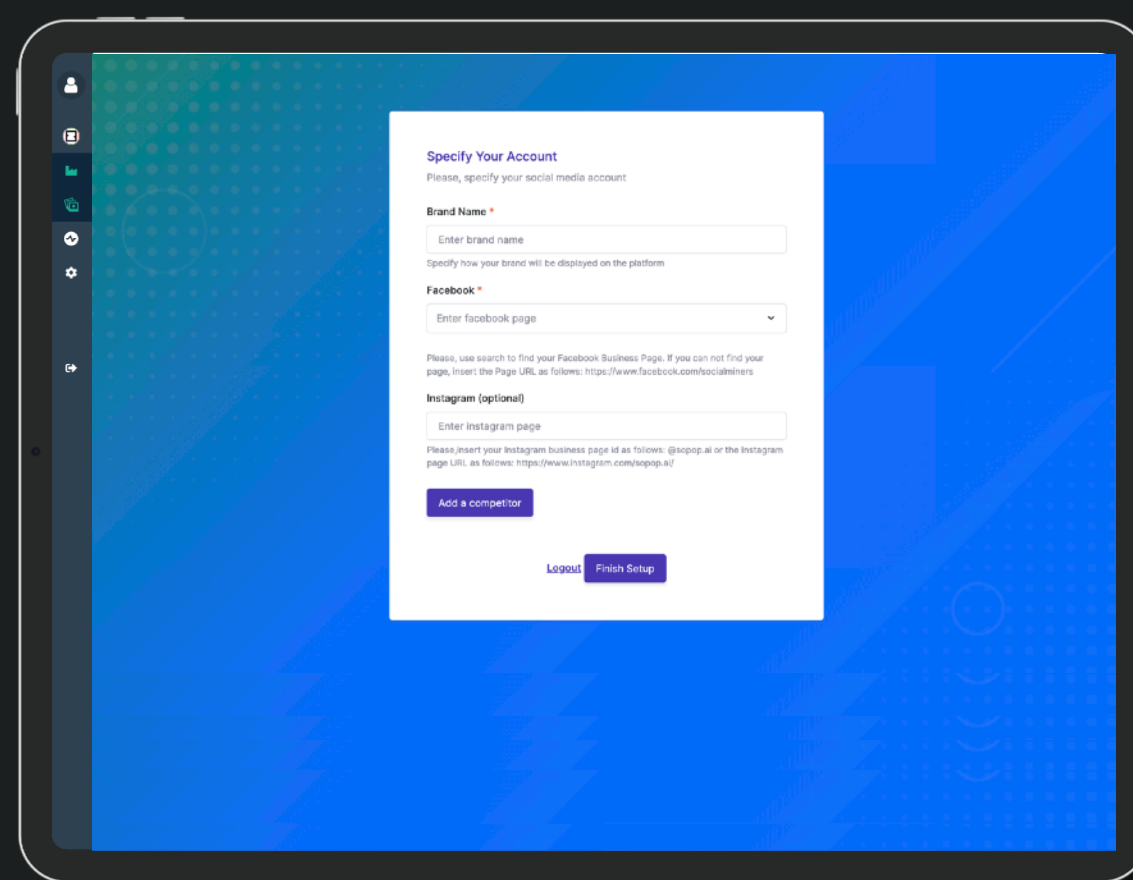 Specify Your Account
Please, specify your social media account
Brand Name *
Enter brand name
Specify how your brand will be displayed on the platform
Facebook *
Enter facebook page
Please, use search to find your Facebook Business Page. If you can not find your
page, insert the Page URL as follows: https://www.facebook.com/socialminers
Instagram (optional)
Enter instagram page
Please,insert your Instagram business page id as follows: @sopop.ai or the Instagram
page URL as follows: https://www.instagram.com/sopop.ai/
Add a competitor
Logout Finish Setup